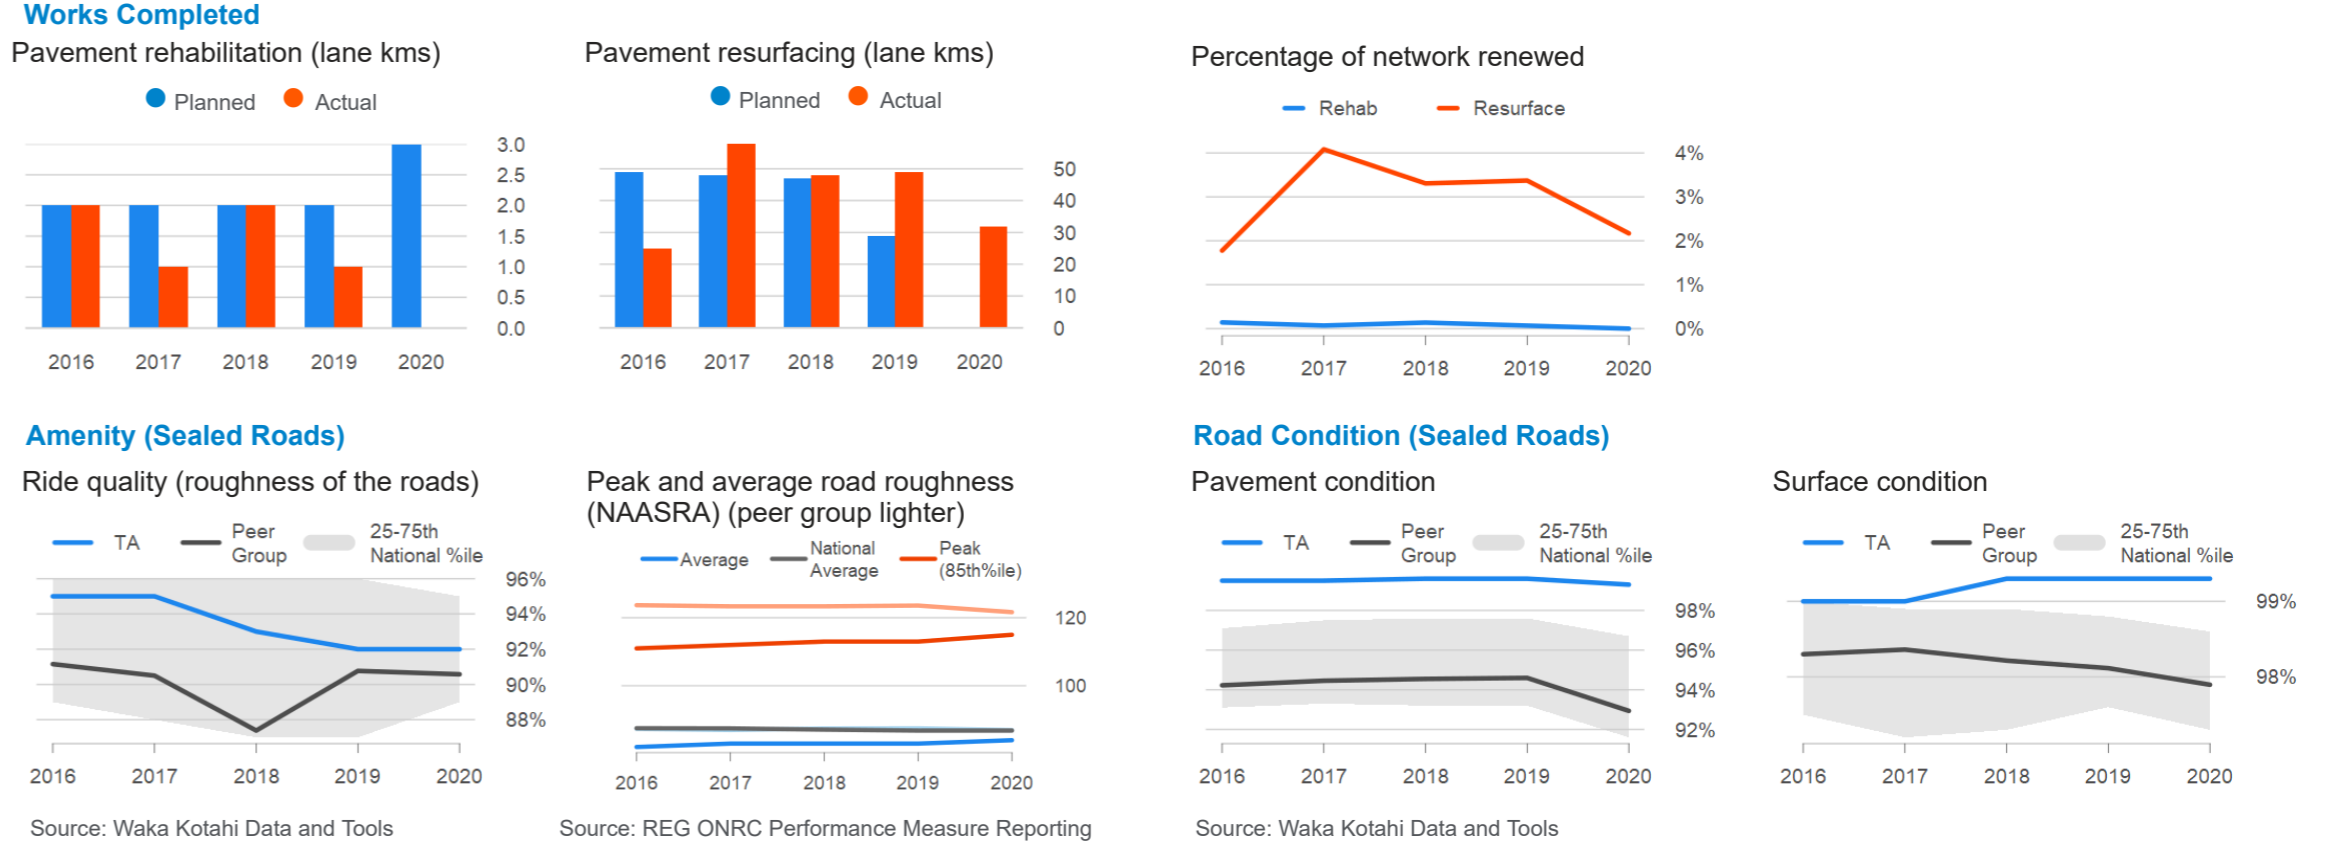 Works Completed
Pavement rehabilitation (lane kms)
Planned Actual
3.0
2.5
2.0
1.5
1.0
0.5
0.0
2016 2017 2018 2019 2020
Pavement resurfacing (lane kms)
Planned Actual
50
40
30
20
10
0
2016 2017 2018 2019 2020
Percentage of network renewed
Rehab Resurface
4%
3%
2%
1%
0%
2016 2017 2018 2019 2020
Amenity (Sealed Roads)
Ride quality (roughness of the roads)
TA
Peer
Group
25-75th
National %ile
96%
94%
92%
90%
88%
2016 2017 2018 2019 2020
Source: Waka Kotahi Data and Tools
Peak and average road roughness
(NAASRA) (peer group lighter)
Average
National
Average
Peak
(85th%ile)
120
100
2016 2017 2018 2019 2020
Source: REG ONRC Performance Measure Reporting
Road Condition (Sealed Roads)
Pavement condition
TA
Peer
Group
25-75th
National %ile
98%
96%
94%
92%
2016 2017 2018 2019 2020
Source: Waka Kotahi Data and Tools
Surface condition
TA
Peer
Group
25-75th
National %ile
99%
98%
2016 2017 2018 2019 2020